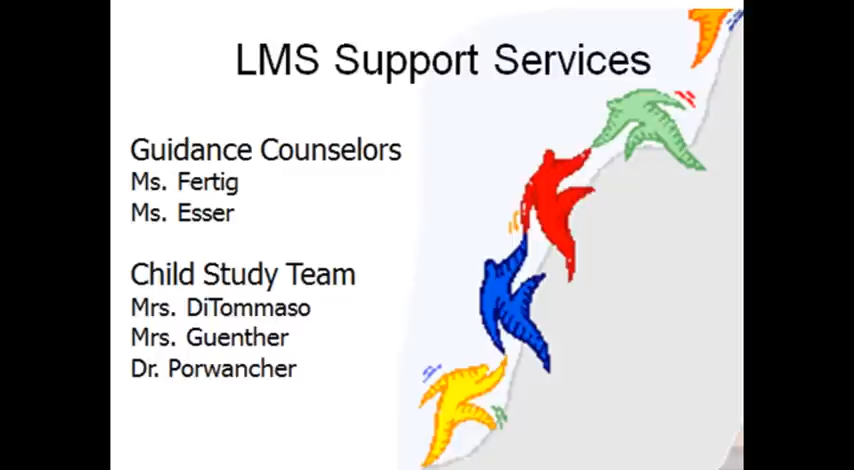 LMS Support Services
Guidance Counselors
Ms. Fertig
Ms. Esser
Child Study Team
Mrs. DiTommaso
Mrs. Guenther
Dr. Porwancher